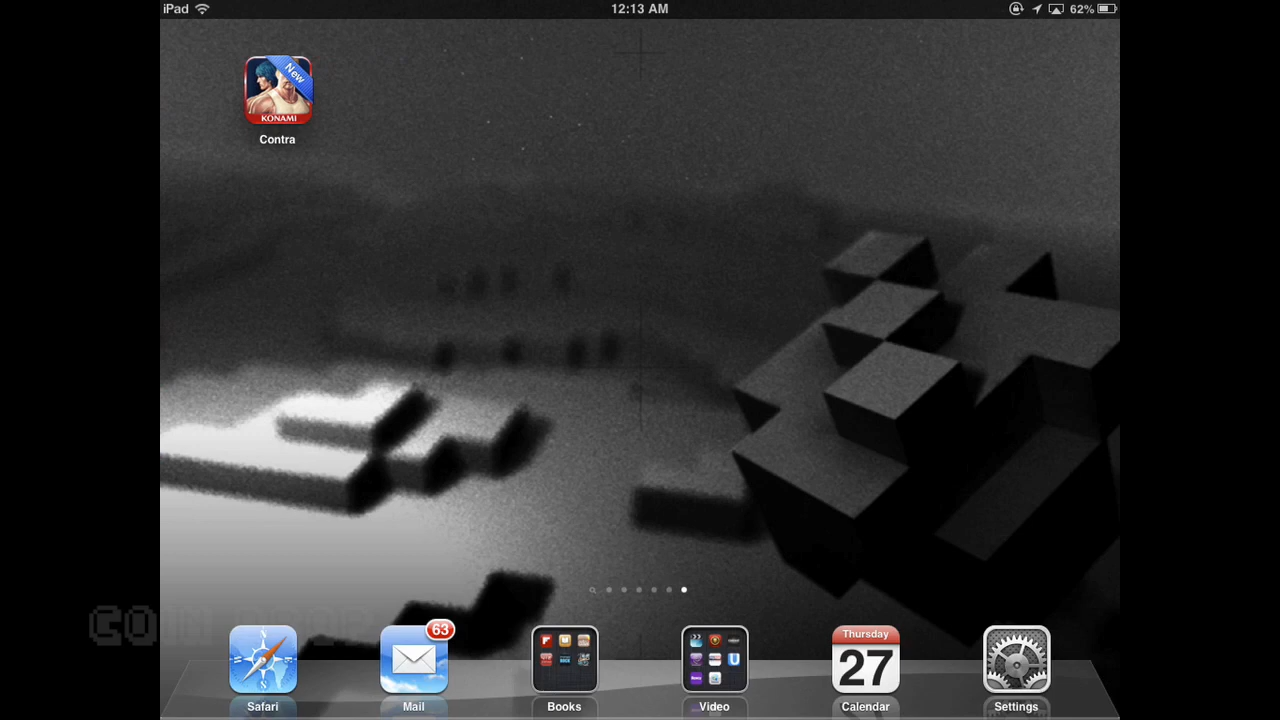 iPad
12:13 AM
62%
New
KONAMI
Contra
63
Thursday
27
Safari
Mail
Books
Video
Calendar
Settings